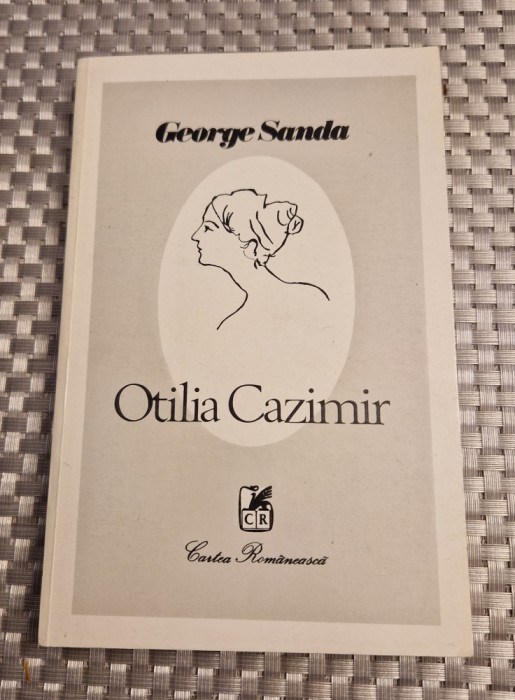 George Sanda
Otilia Cazimir
CR
Cartea Românească